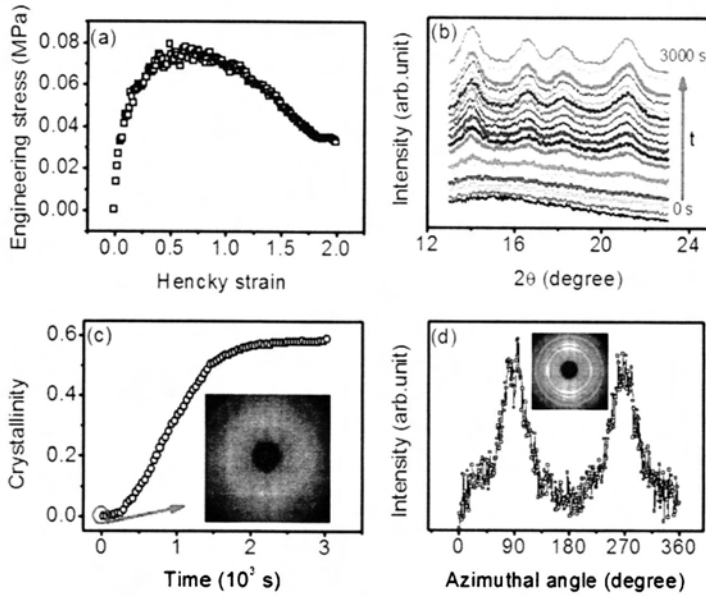 (a)
0.08
0.06
0.04
0.02
0.00
Engineering stress (MPa)
0.0 0.5 1.0 1.5 2.0
Hencky strain
(b)
3000 s
t
0 s
Intensity (arb.unit)
12 15 18 21 24
2θ (degree)
(c)
0.6
0.4
0.2
0.0
Crystallinity
0 1 2 3
Time (10³ s)
(d)
Intensity (arb.unit)
0 90 180 270 360
Azimuthal angle (degree)